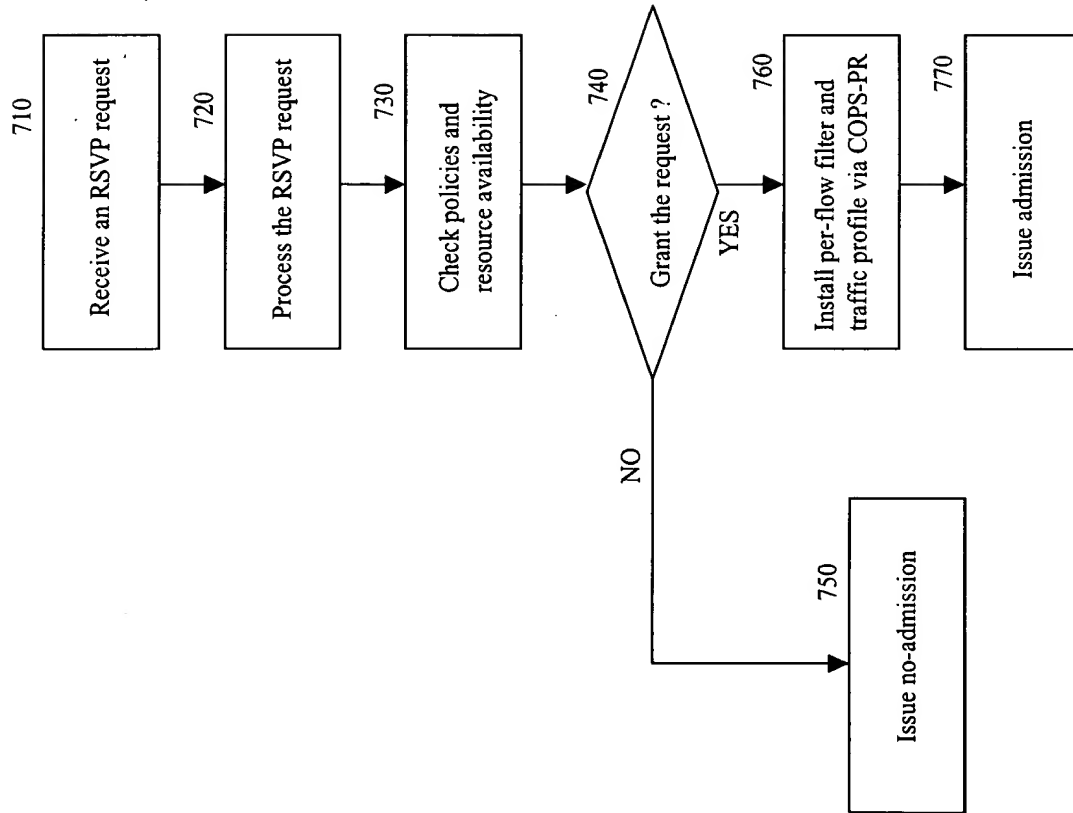 710
Receive an RSVP request
720
Process the RSVP request
730
Check policies and
resource availability
740
Grant the request ?
NO
YES
750
Issue no-admission
760
Install per-flow filter and
traffic profile via COPS-PR
770
Issue admission